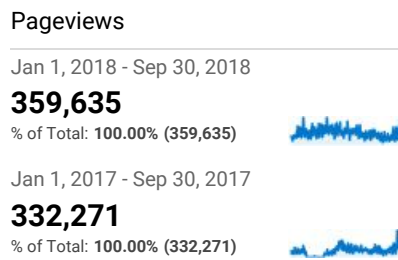 Pageviews
Jan 1, 2018 - Sep 30, 2018
359,635
% of Total: 100.00% (359,635)
Jan 1, 2017 - Sep 30, 2017
332,271
% of Total: 100.00% (332,271)